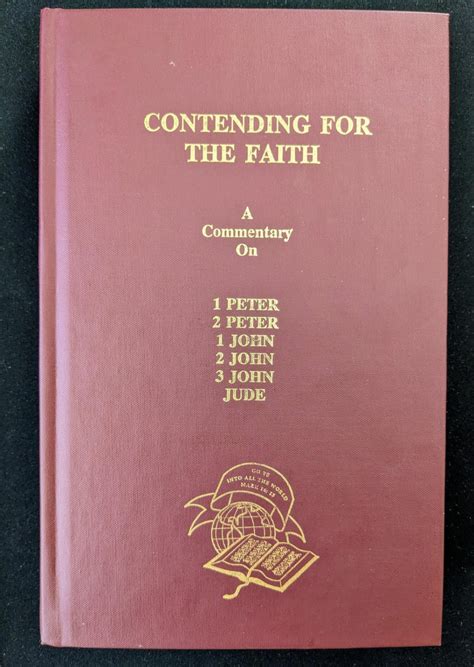 CONTENDING FOR
THE FAITH
A
Commentary
On
1 PETER
2 PETER
1 JOHN
2 JOHN
3 JOHN
JUDE
GO YE
INTO ALL THE WORLD
MARK 16:15